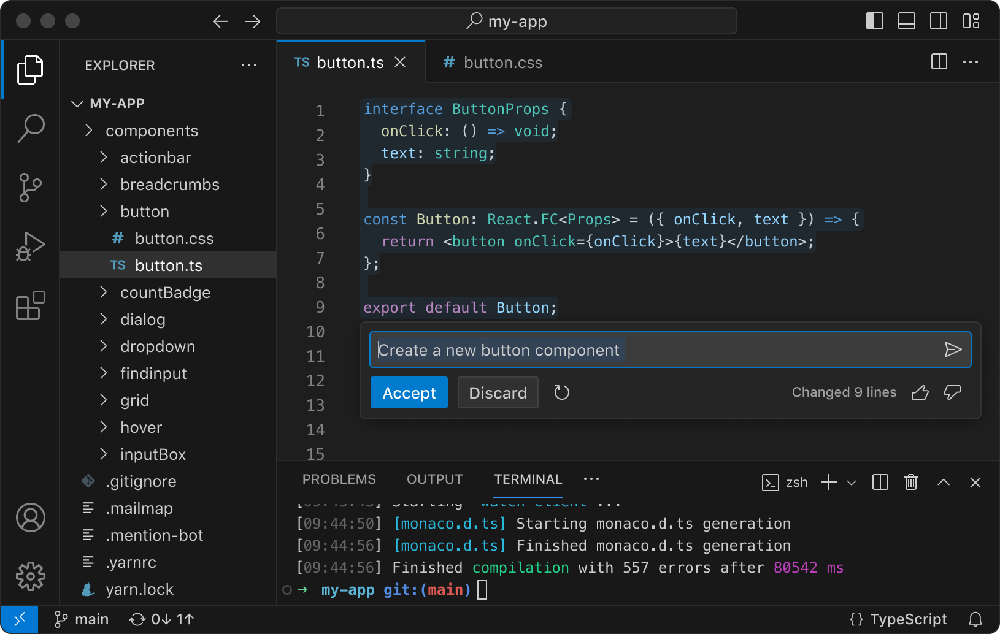 my-app
EXPLORER
MY-APP
components
actionbar
breadcrumbs
button
# button.css
TS button.ts
countBadge
dialog
dropdown
findinput
grid
hover
inputBox
.gitignore
.mailmap
.mention-bot
.yarnrc
yarn.lock
TS button.ts
# button.css
1
2
3
4
5
6
7
8
9
10
11
12
13
14
15
interface ButtonProps {
onClick: () => void;
text: string;
}
const Button: React.FC<Props> = ({ onClick, text }) => {
return <button onClick={onClick}>{text}</button>;
};
export default Button;
Create a new button component
Accept Discard Changed 9 lines
PROBLEMS OUTPUT TERMINAL zsh
Starting watch-client ...
[09:44:50] [monaco.d.ts] Starting monaco.d.ts generation
[09:44:56] [monaco.d.ts] Finished monaco.d.ts generation
[09:44:56] Finished compilation with 557 errors after 80542 ms
→ my-app git:(main)
main 0↓ 1↑
{} TypeScript